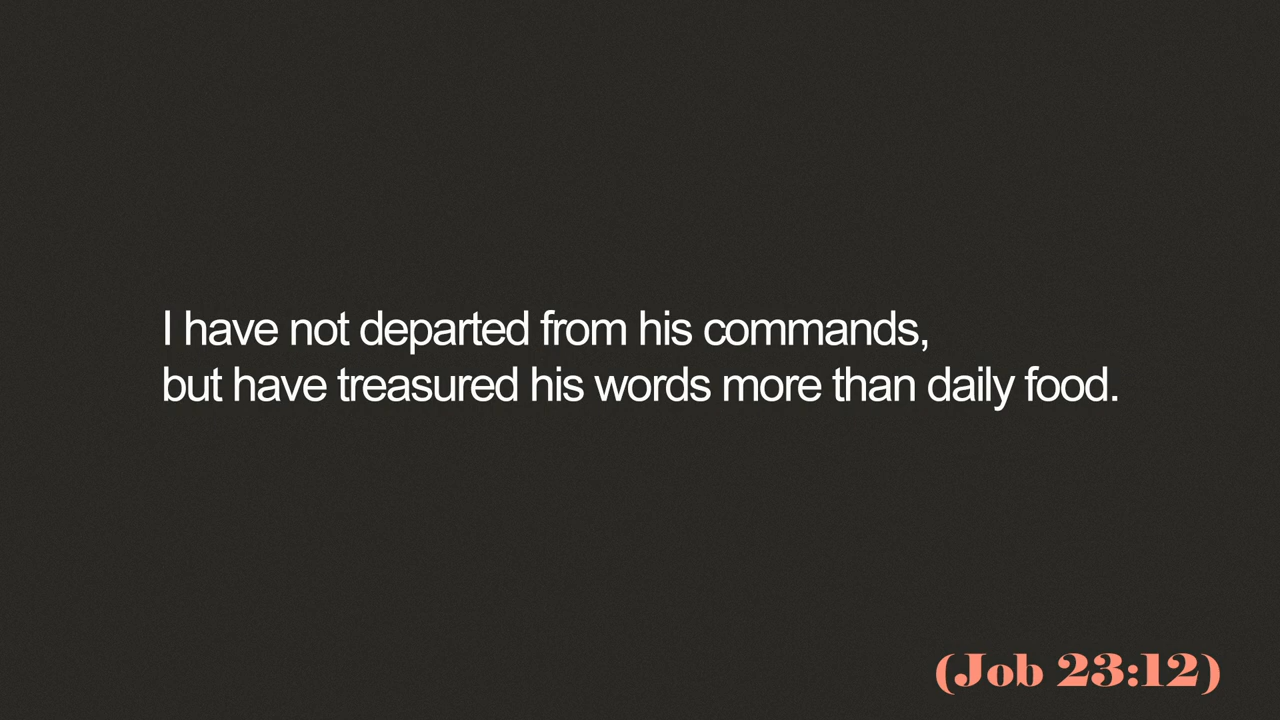 I have not departed from his commands,
but have treasured his words more than daily food.
(Job 23:12)